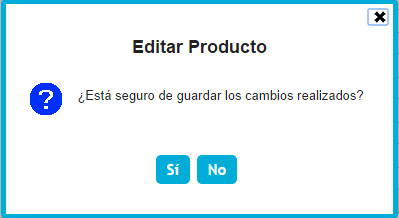 Editar Producto
¿Está seguro de guardar los cambios realizados?
Sí No